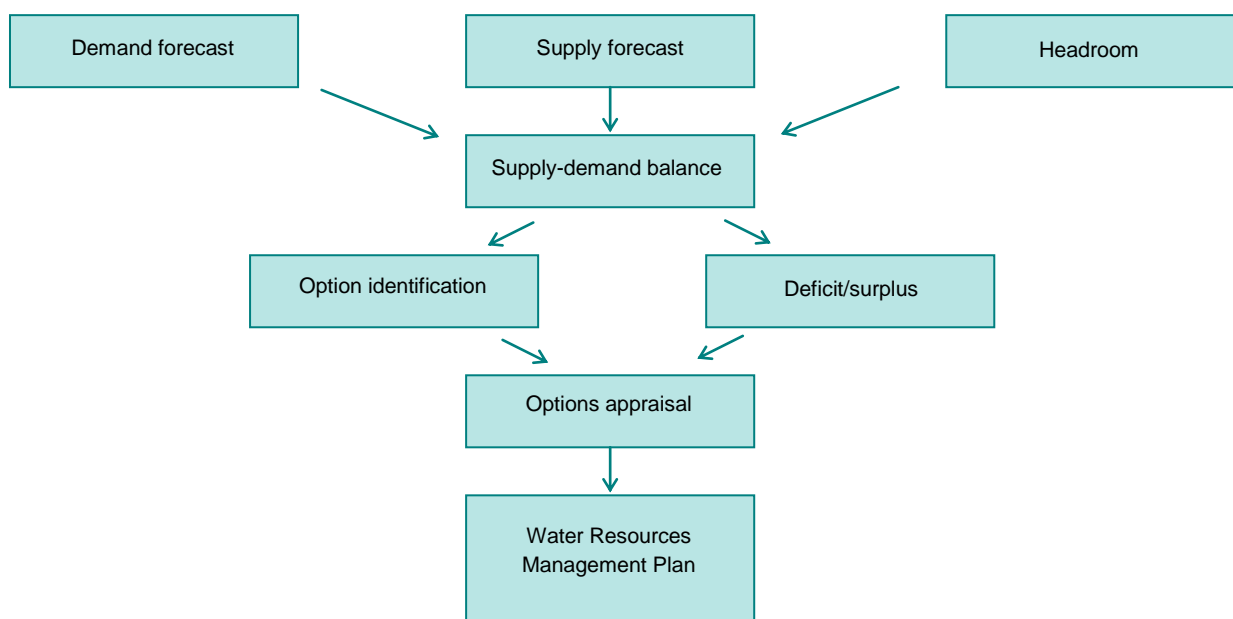 Demand forecast
Supply forecast
Headroom
Supply-demand balance
Option identification
Deficit/surplus
Options appraisal
Water Resources
Management Plan